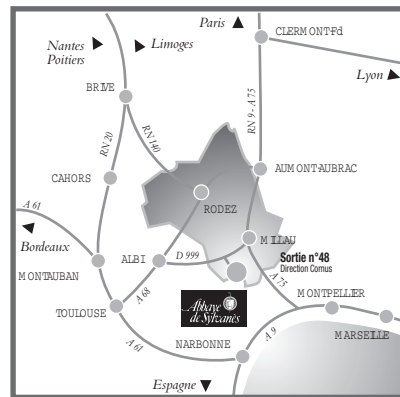 Paris
CLERMONT-Fd
Nantes
Poitiers
Limoges
Lyon
BRIVE
RN 9 - A 75
RN 140
RN 20
CAHORS
AUMONT-AUBRAC
A 61
RODEZ
Bordeaux
MILLAU
ALBI
D 999
Sortie n°48
Direction Cornus
MONTAUBAN
A 75
A 68
Abbaye
de Sylvanès
MONTPELLIER
TOULOUSE
A 9
MARSEILLE
A 61
NARBONNE
Espagne